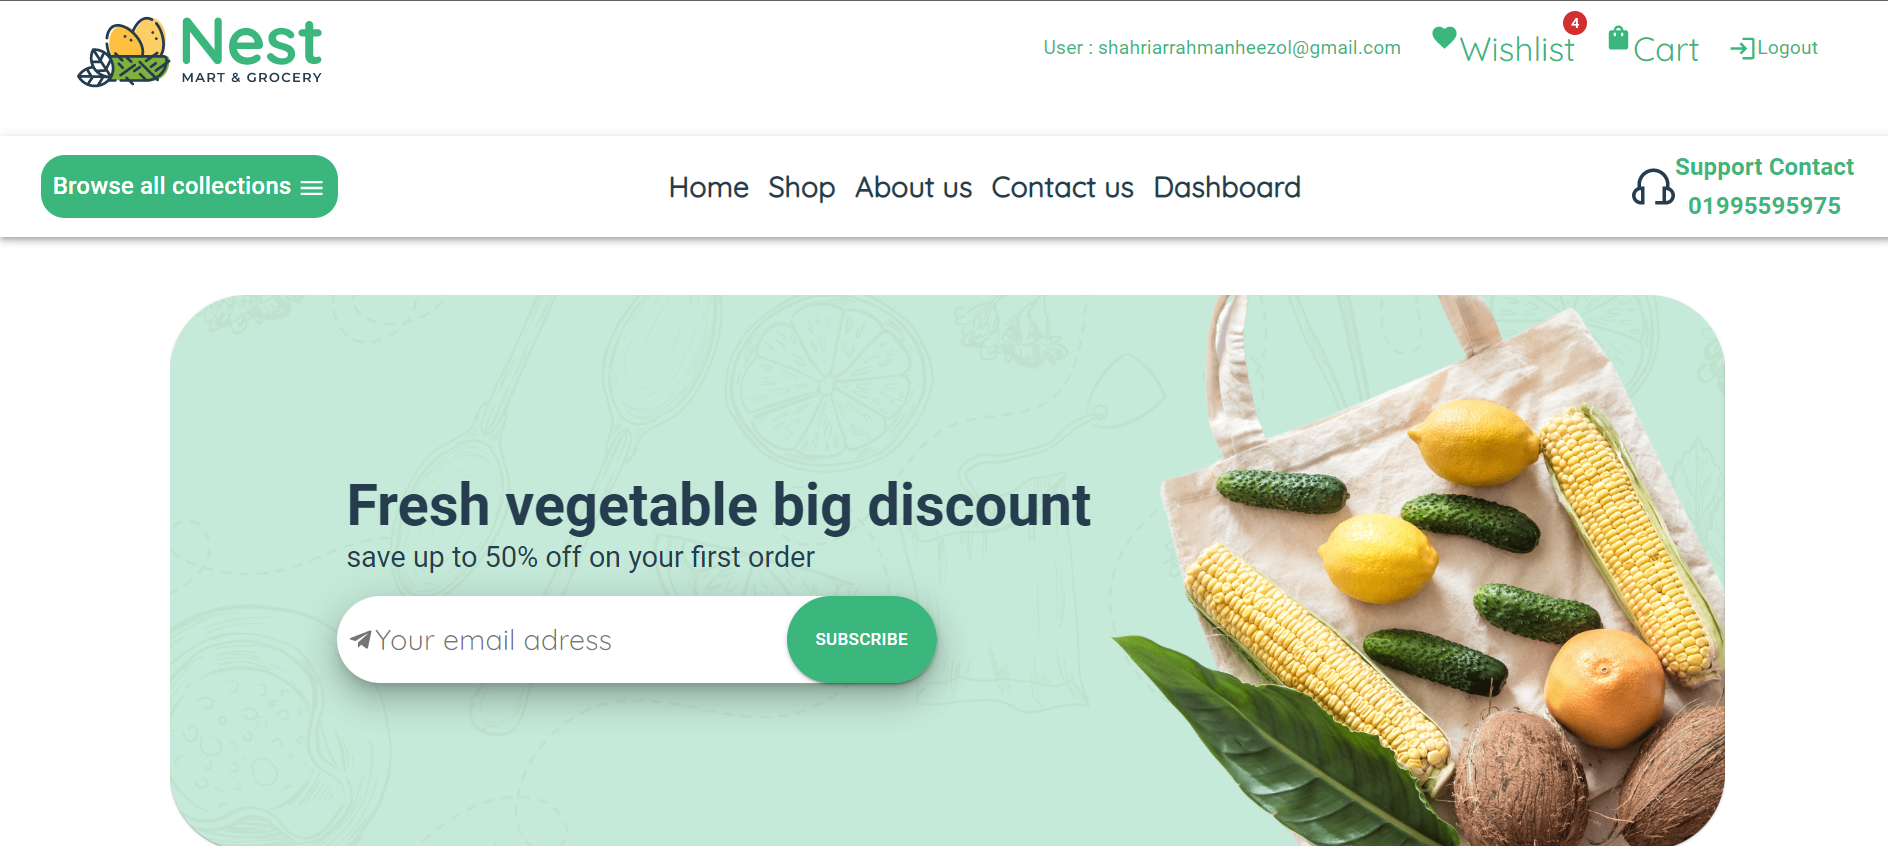 Nest
MART & GROCERY
User : shahriarrahmanheezol@gmail.com
Wishlist
4
Cart
Logout
Browse all collections
Home Shop About us Contact us Dashboard
Support Contact
01995595975
Fresh vegetable big discount
save up to 50% off on your first order
Your email adress
SUBSCRIBE